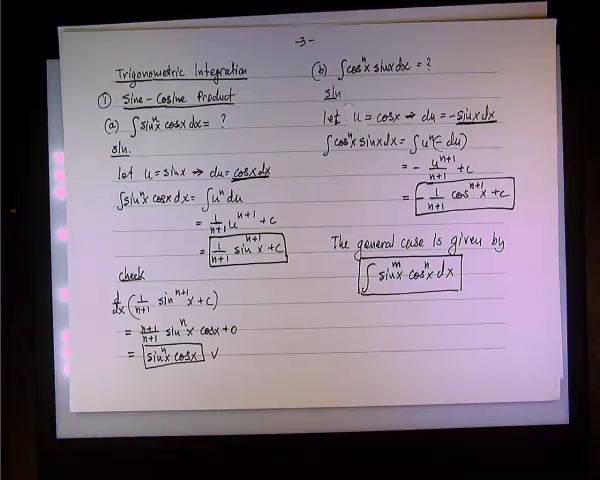 -3-
Trigonometric Integration
① Sine-Cosine Product
(a) ∫sinⁿx cosx dx = ?
sln.
let u = sinx → du = cosx dx
∫sinⁿx cosx dx = ∫uⁿ du
= 1/(n+1) uⁿ⁺¹ + c
= 1/(n+1) sinⁿ⁺¹x + c
check
d/dx (1/(n+1) sinⁿ⁺¹x + c)
= (n+1)/(n+1) sinⁿx cosx + 0
= sinⁿx cosx ✓
(b) ∫cosⁿx sinx dx = ?
sln
let u = cosx → du = -sinx dx
∫cosⁿx sinx dx = ∫uⁿ(-du)
= - uⁿ⁺¹/(n+1) + c
= - 1/(n+1) cosⁿ⁺¹x + c
The general case is given by
∫ sinᵐx cosⁿx dx